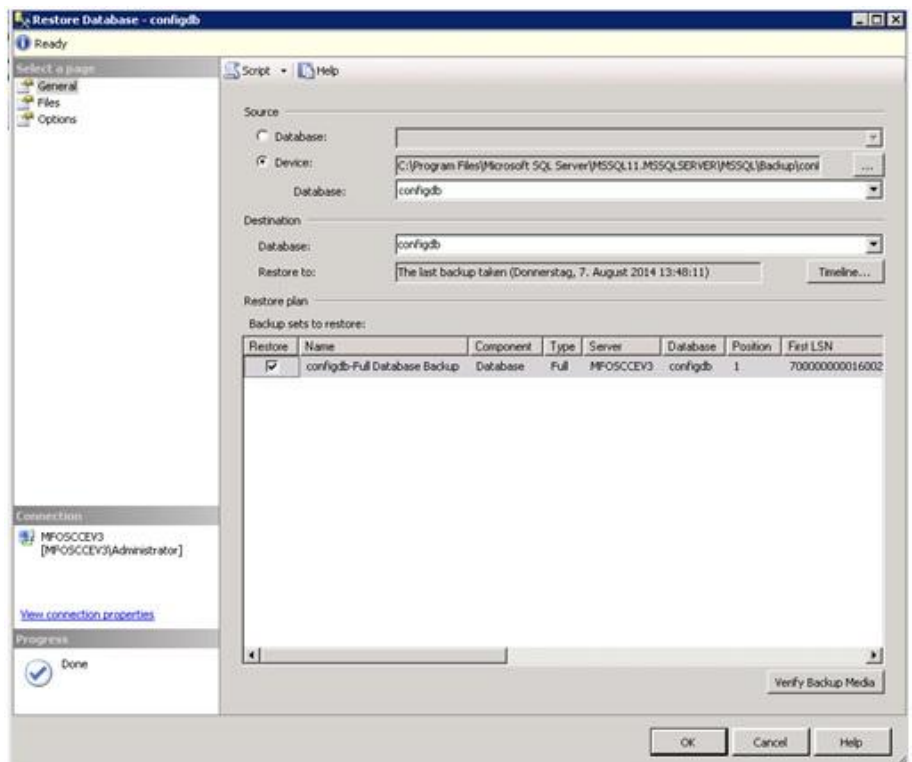 Restore Database - configdb
Ready
Select a page
General
Files
Options
Script Help
Source
Database:
Device: C:\Program Files\Microsoft SQL Server\MSSQL11.MSSQLSERVER\MSSQL\Backup\conf ...
Database: configdb
Destination
Database: configdb
Restore to: The last backup taken (Donnerstag, 7. August 2014 13:48:11) Timeline...
Restore plan
Backup sets to restore:
Restore Name Component Type Server Database Position First LSN
configdb-Full Database Backup Database Full MFOSCCEV3 configdb 1 700000000016002
Connection
MFOSCCEV3
[MFOSCCEV3\Administrator]
View connection properties
Progress
Done
Verify Backup Media
OK Cancel Help